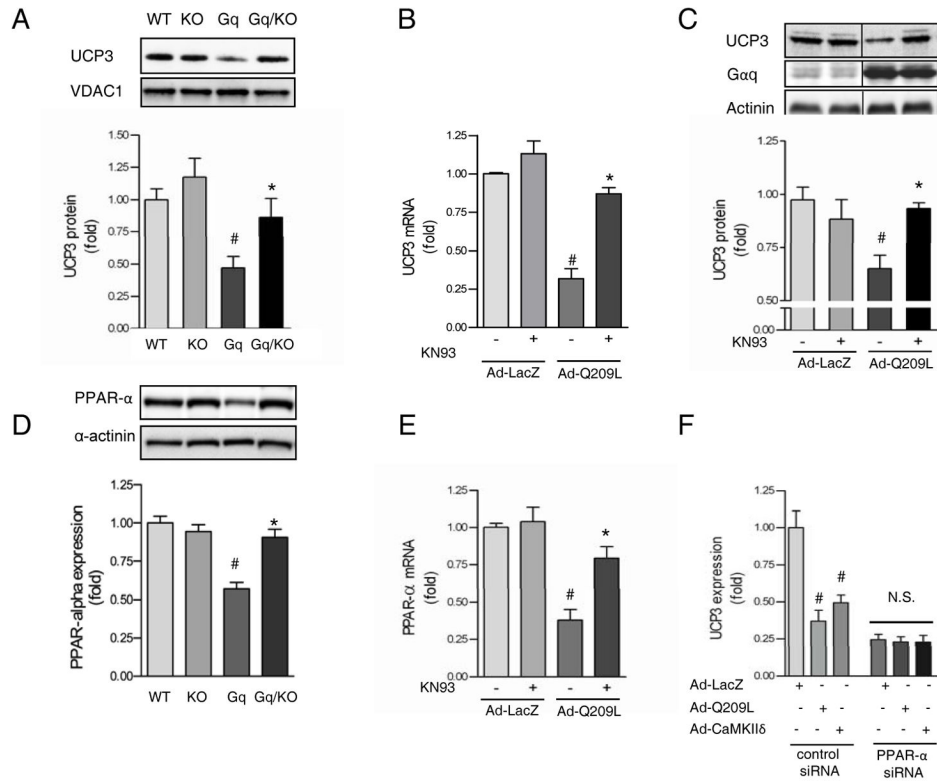 A
WT KO Gq Gq/KO
UCP3
VDAC1
UCP3 protein
(fold)
1.50
1.25
1.00
0.75
0.50
0.25
0.00
#
*
WT KO Gq Gq/KO
B
UCP3 mRNA
(fold)
1.25
1.00
0.75
0.50
0.25
0.00
#
*
KN93 - + - +
Ad-LacZ Ad-Q209L
C
UCP3
Gαq
Actinin
UCP3 protein
(fold)
1.00
0.75
0.50
0.00
#
*
KN93 - + - +
Ad-LacZ Ad-Q209L
D
PPAR-α
α-actinin
PPAR-alpha expression
(fold)
1.00
0.75
0.50
0.25
0.00
#
*
WT KO Gq Gq/KO
E
PPAR-α mRNA
(fold)
1.25
1.00
0.75
0.50
0.25
0.00
#
*
KN93 - + - +
Ad-LacZ Ad-Q209L
F
UCP3 expression
(fold)
1.25
1.00
0.75
0.50
0.25
0.00
#
#
N.S.
Ad-LacZ + - - + - -
Ad-Q209L - + - - + -
Ad-CaMKIIδ - - + - - +
control
siRNA
PPAR-α
siRNA